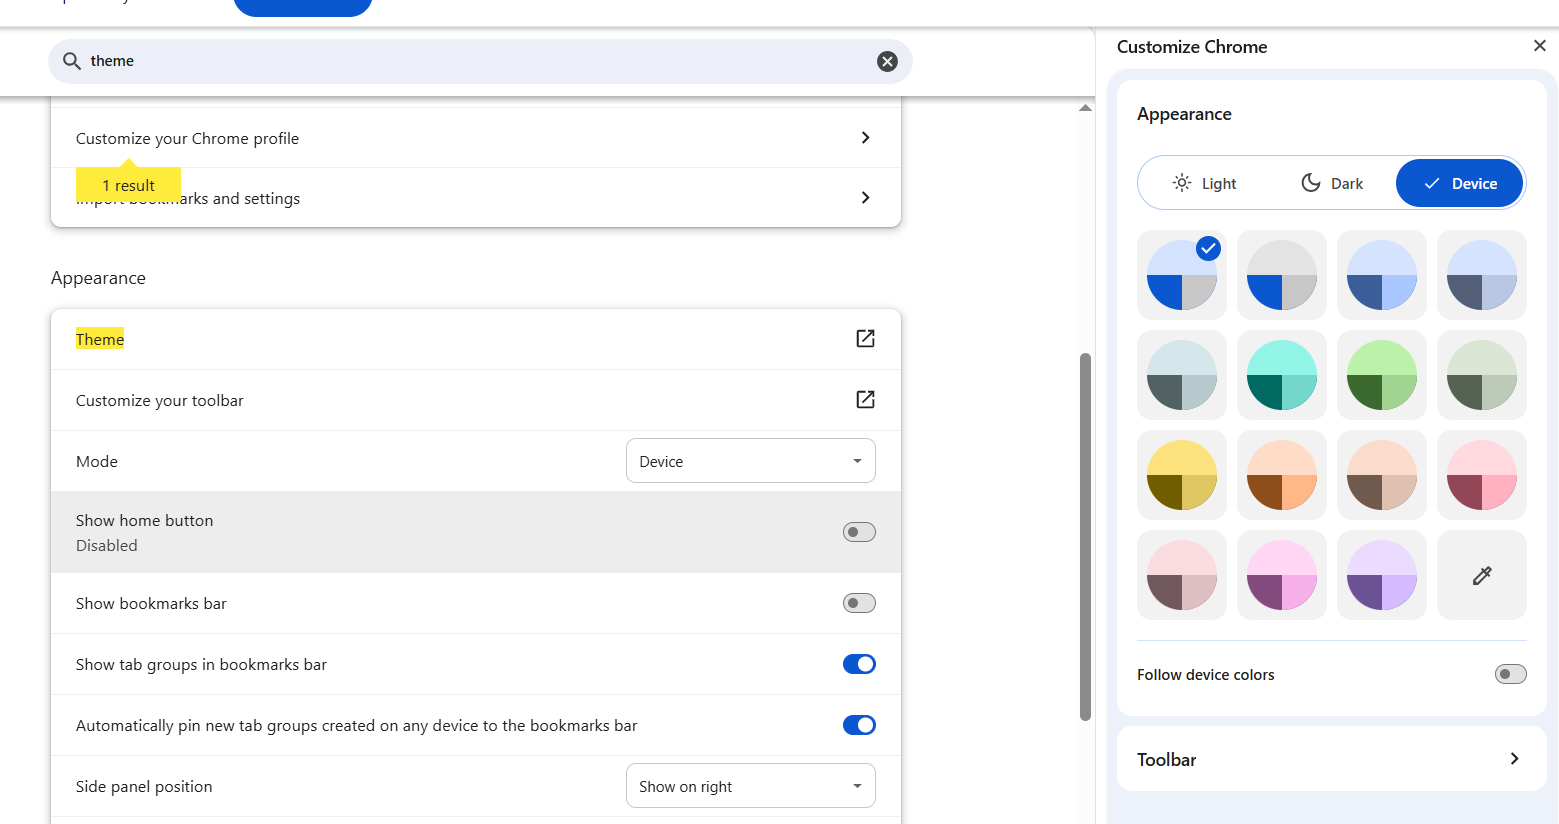 theme
Customize your Chrome profile
1 result
Import bookmarks and settings
Appearance
Theme
Customize your toolbar
Mode
Device
Show home button
Disabled
Show bookmarks bar
Show tab groups in bookmarks bar
Automatically pin new tab groups created on any device to the bookmarks bar
Side panel position
Show on right
Customize Chrome
Appearance
Light
Dark
Device
Follow device colors
Toolbar